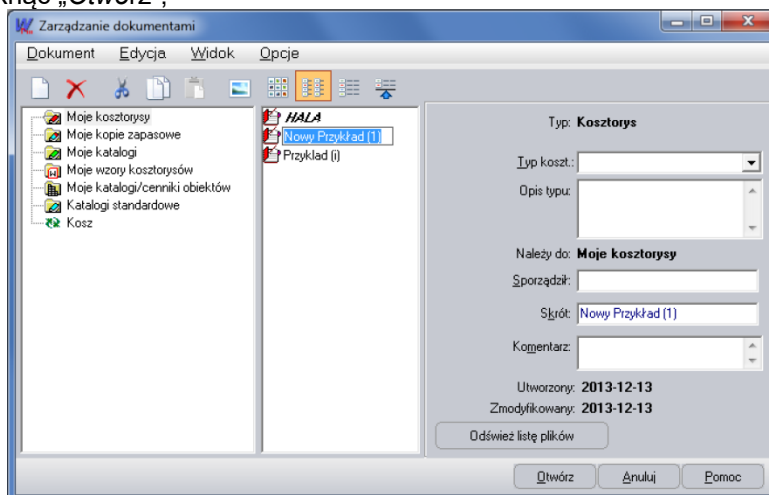 „Otwórz",
Zarządzanie dokumentami
Dokument Edycja Widok Opcje
Moje kosztorysy
Moje kopie zapasowe
Moje katalogi
Moje wzory kosztorysów
Moje katalogi/cenniki obiektów
Katalogi standardowe
Kosz
HALA
Nowy Przykład (1)
Przyklad (i)
Typ: Kosztorys
Typ koszt.:
Opis typu:
Należy do: Moje kosztorysy
Sporządził:
Skrót: Nowy Przykład (1)
Komentarz:
Utworzony: 2013-12-13
Zmodyfikowany: 2013-12-13
Odśwież listę plików
Otwórz Anuluj Pomoc